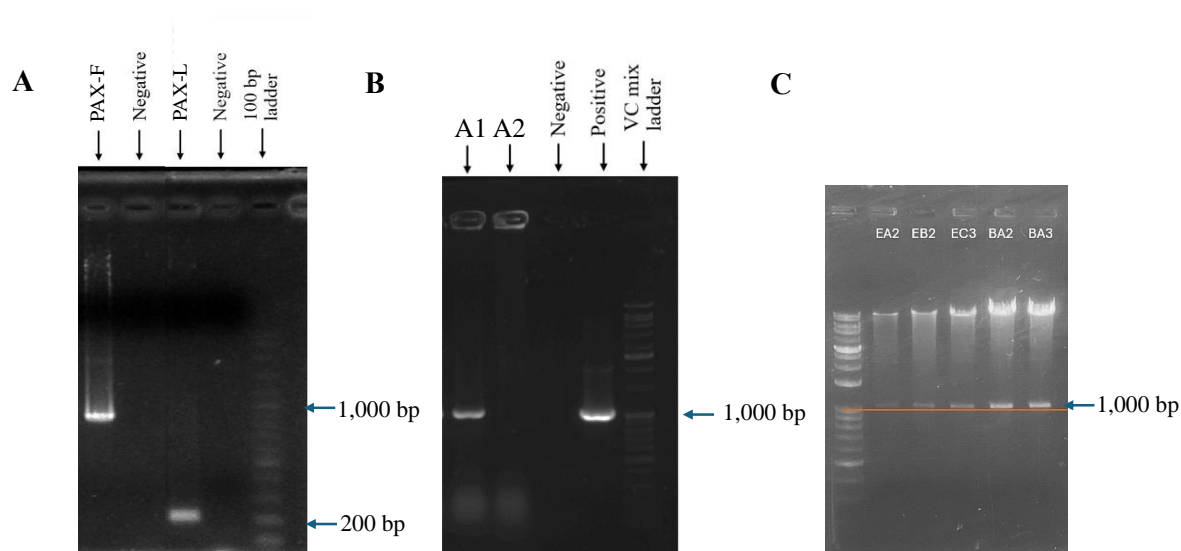 A
PAX-F
Negative
PAX-L
Negative
100 bp
ladder
1,000 bp
200 bp
B
A1 A2
Negative
Positive
VC mix
ladder
1,000 bp
C
EA2 EB2 EC3 BA2 BA3
1,000 bp